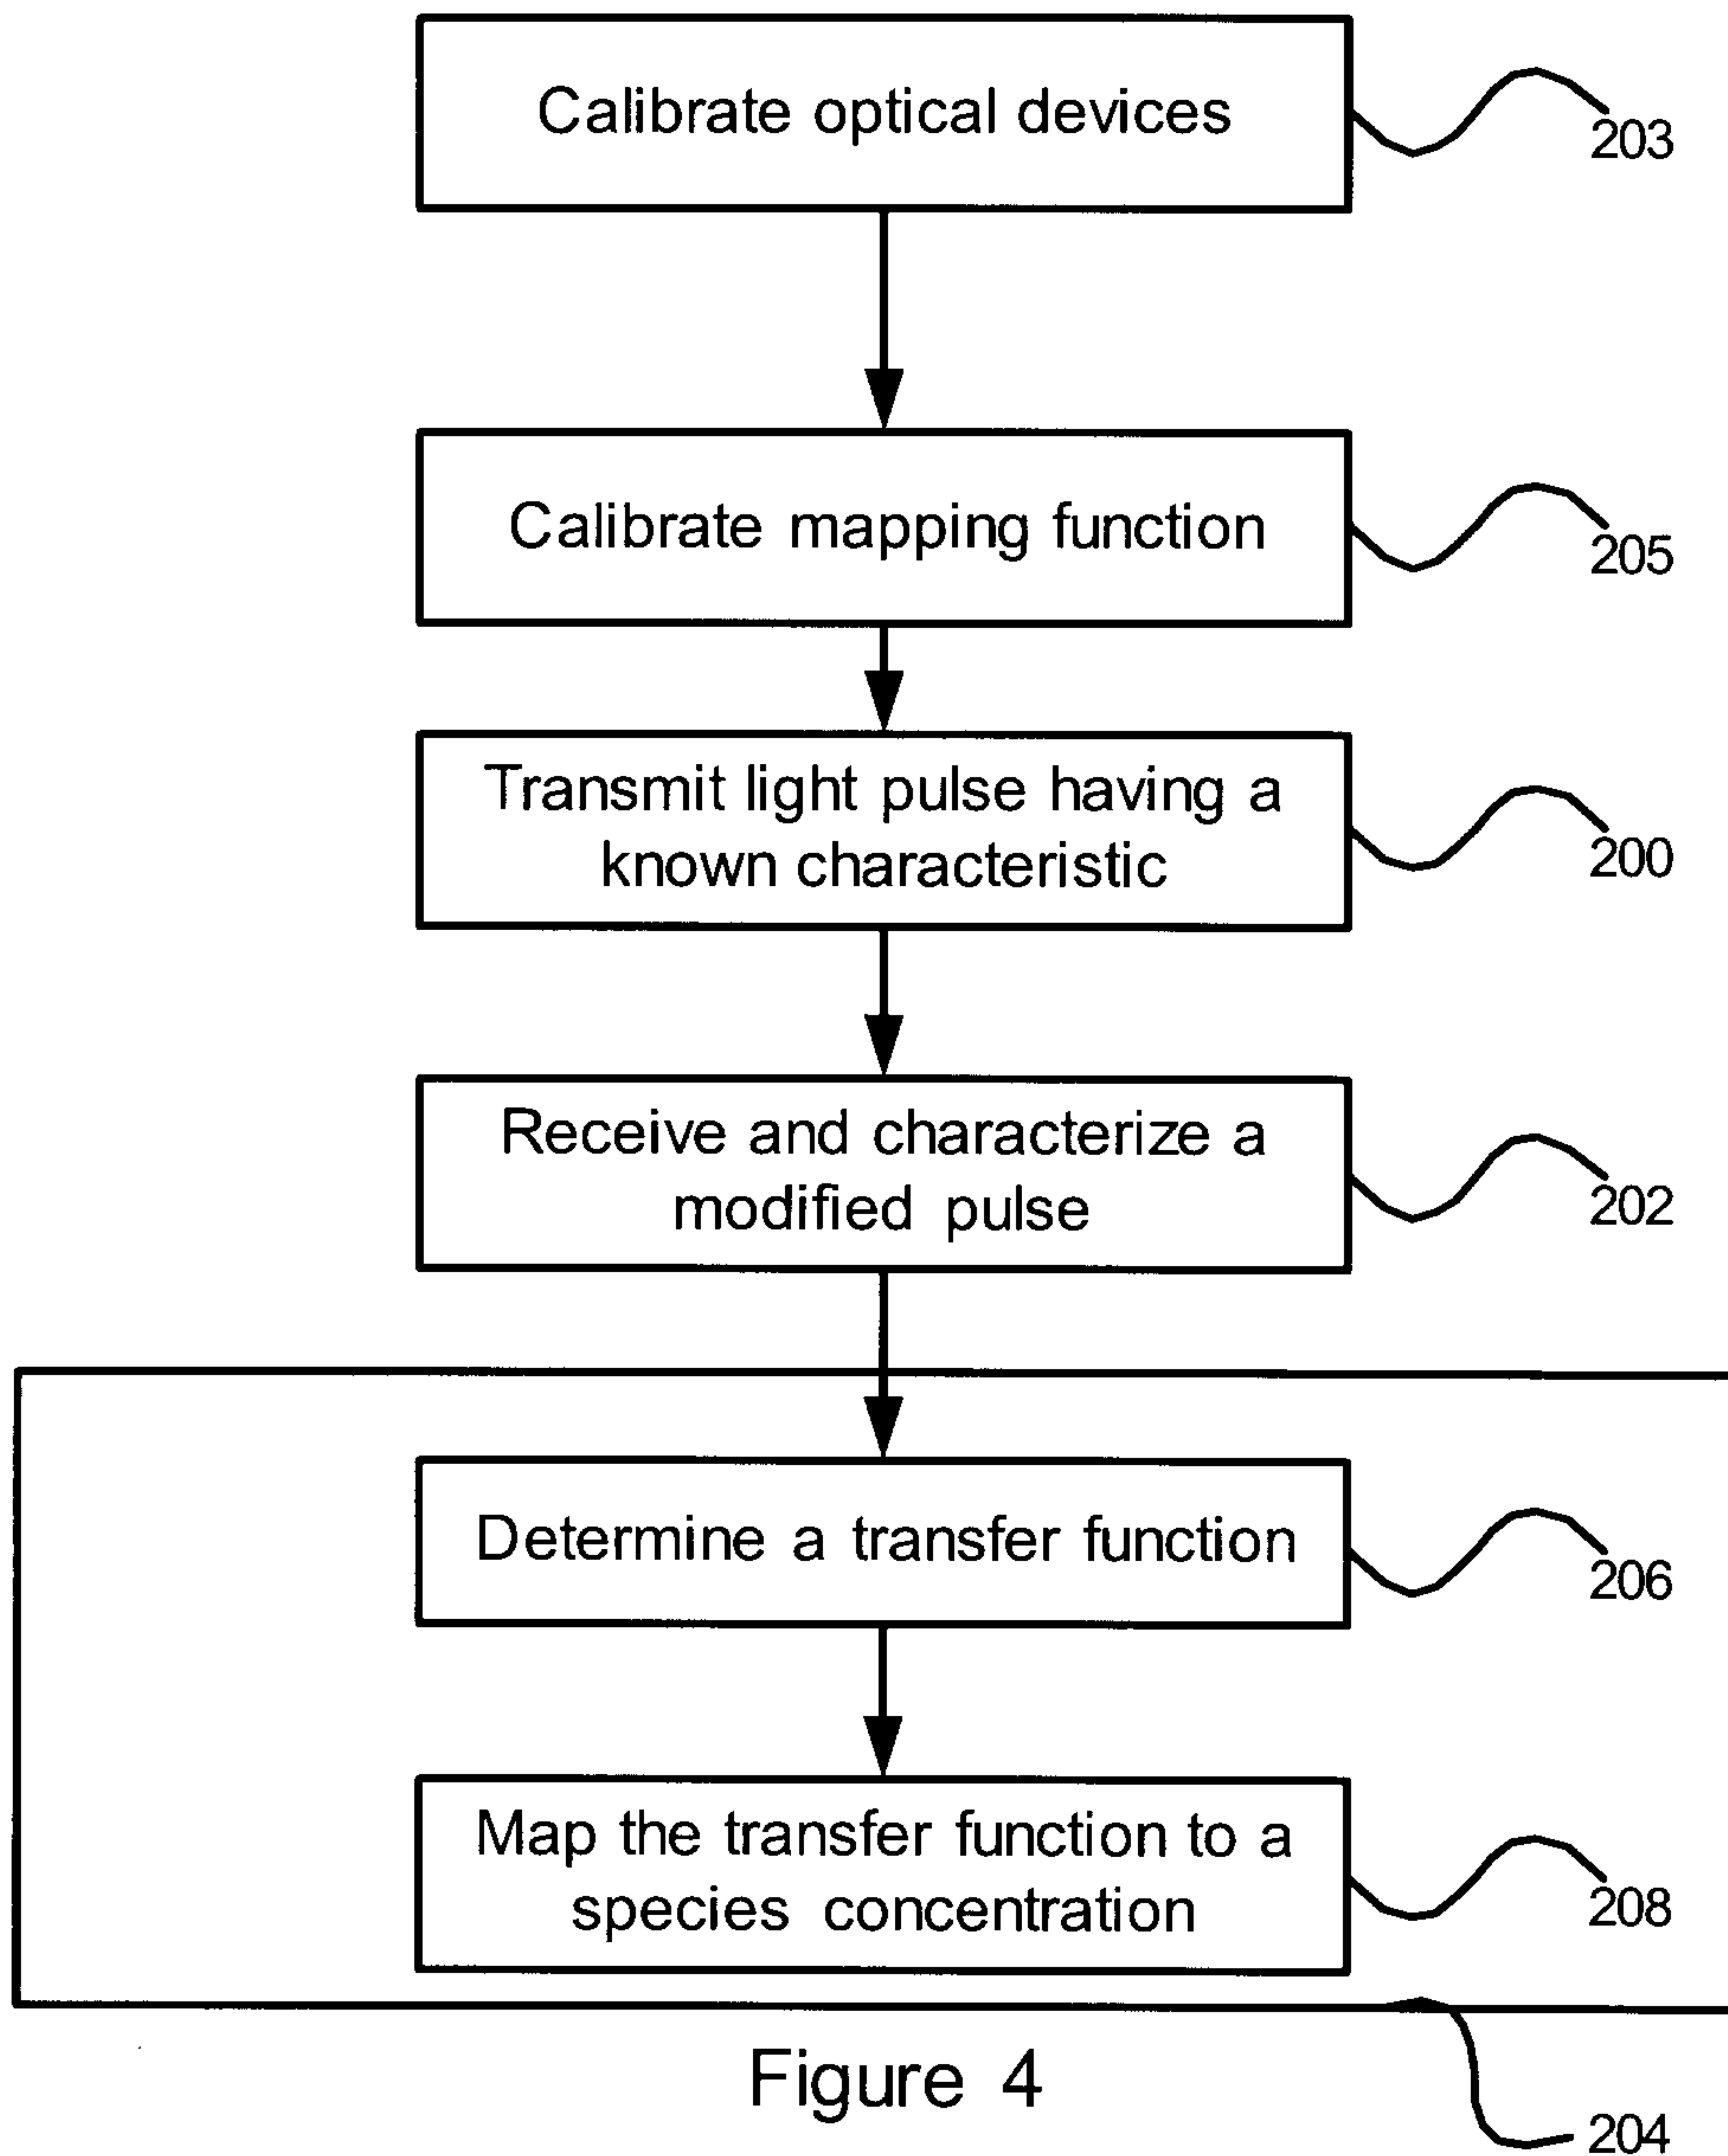 Calibrate optical devices
203
Calibrate mapping function
205
Transmit light pulse having a
known characteristic
200
Receive and characterize a
modified pulse
202
Determine a transfer function
206
Map the transfer function to a
species concentration
208
Figure 4
204